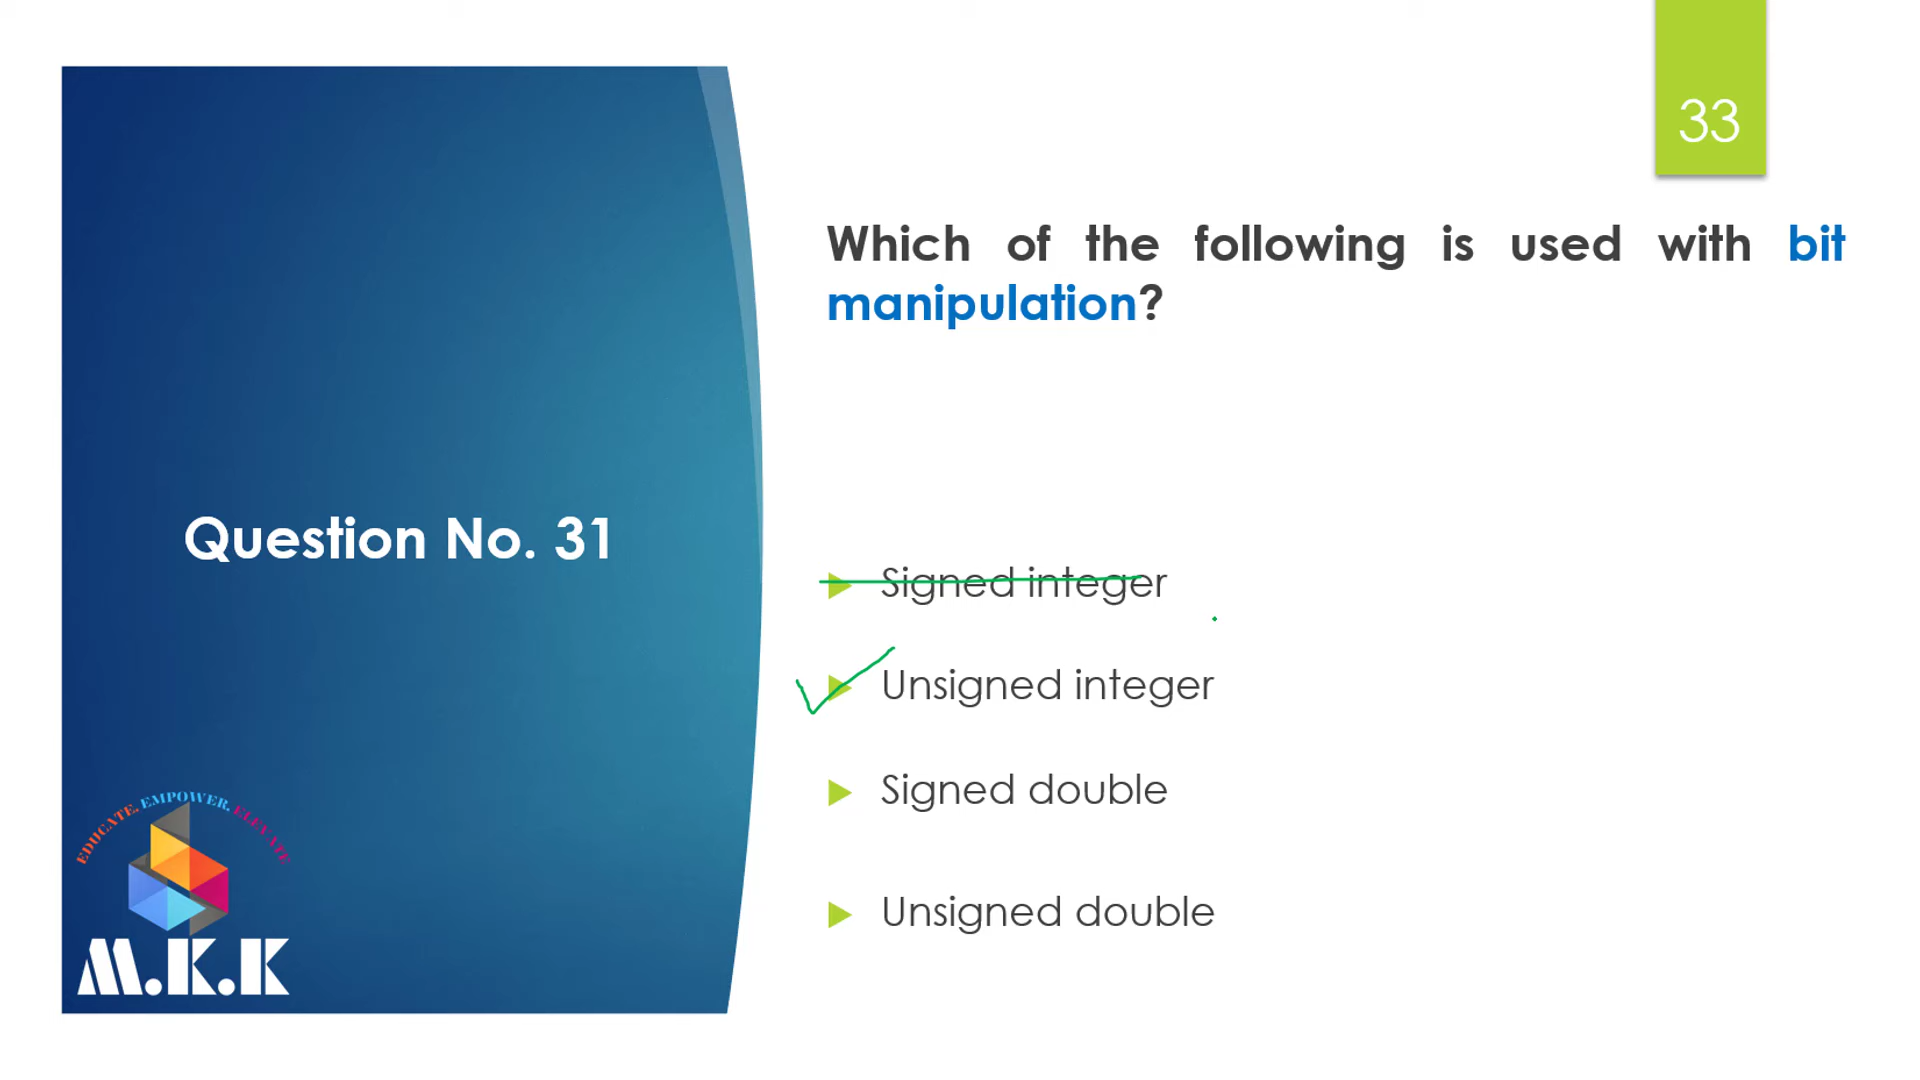 33
Which of the following is used with bit
manipulation?
Question No. 31
Signed integer
Unsigned integer
Signed double
Unsigned double
EDUCATE. EMPOWER. ELEVATE
M.K.K